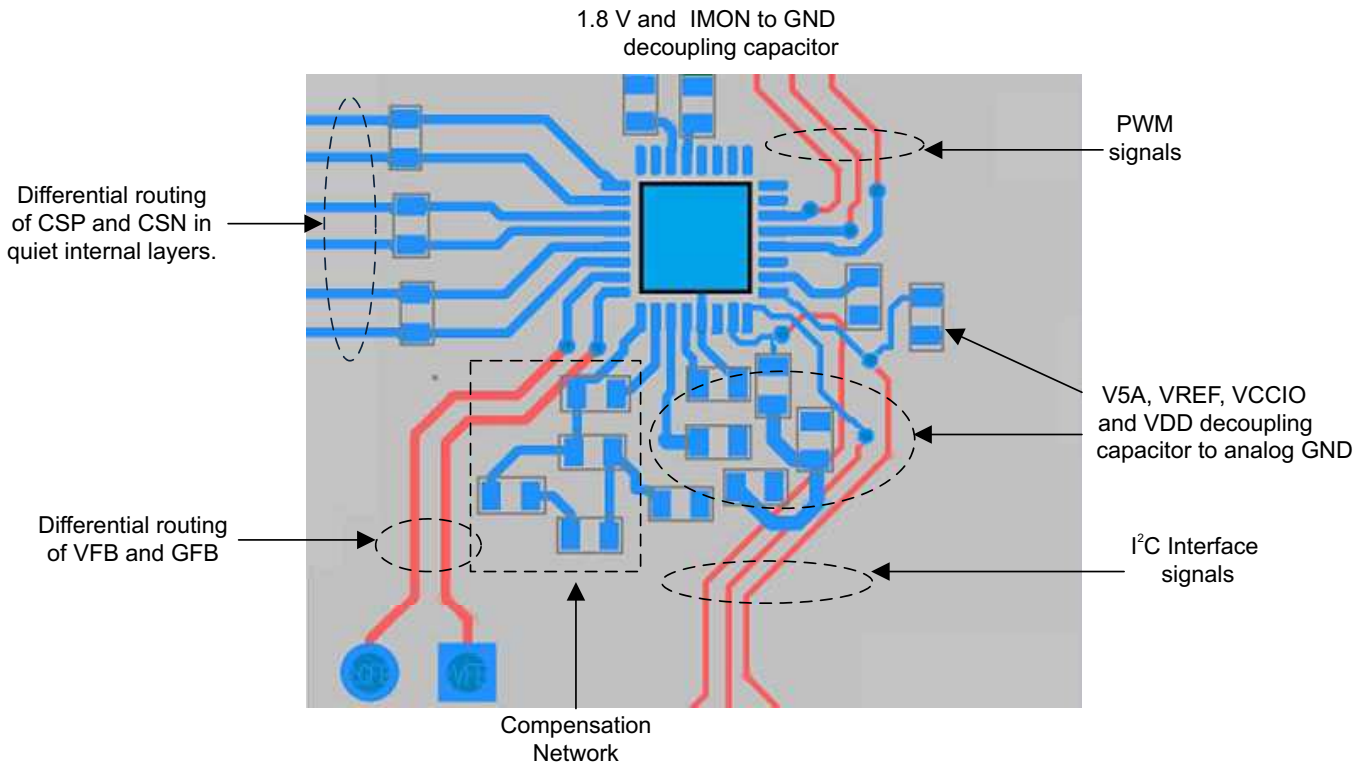 1.8 V and IMON to GND
decoupling capacitor
PWM
signals
Differential routing
of CSP and CSN in
quiet internal layers.
V5A, VREF, VCCIO
and VDD decoupling
capacitor to analog GND
Differential routing
of VFB and GFB
I²C Interface
signals
Compensation
Network